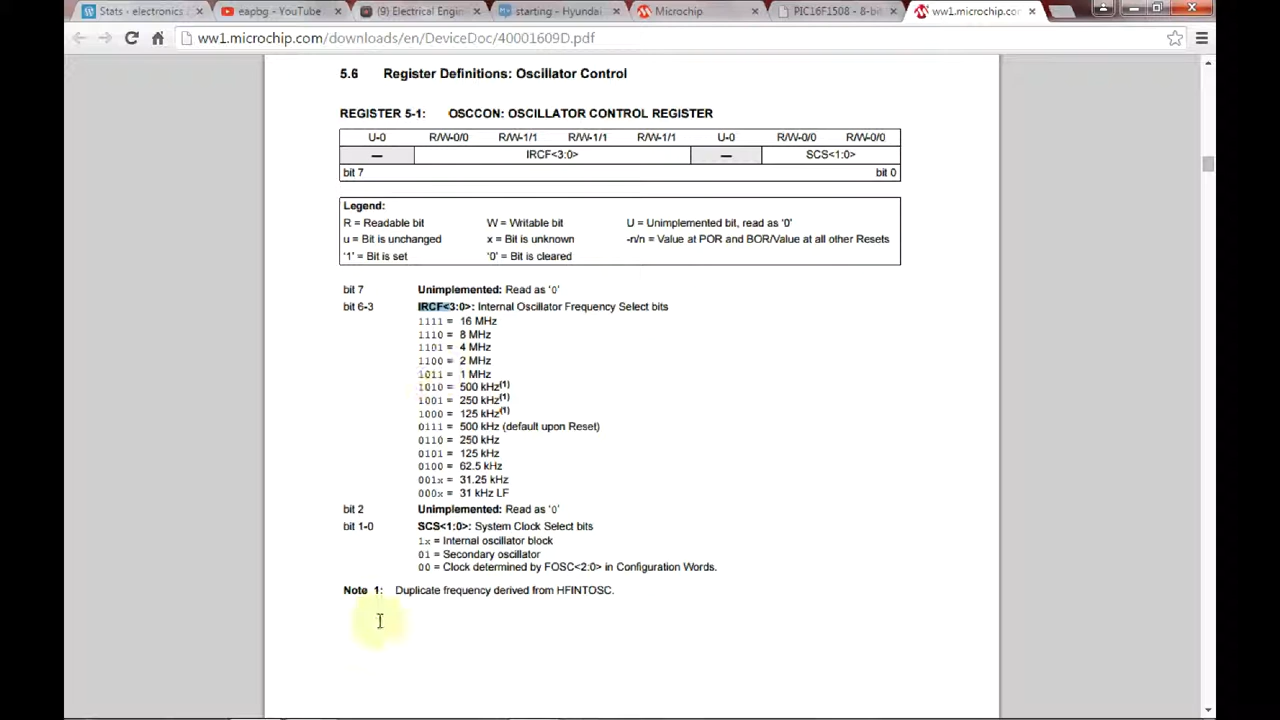 Stats - electronics
eapbg - YouTube
(9) Electrical Engin
starting - Hyundai
Microchip
PIC16F1508 - 8-bit
ww1.microchip.com
ww1.microchip.com/downloads/en/DeviceDoc/40001609D.pdf
5.6 Register Definitions: Oscillator Control
REGISTER 5-1: OSCCON: OSCILLATOR CONTROL REGISTER
U-0 R/W-0/0 R/W-1/1 R/W-1/1 R/W-1/1 U-0 R/W-0/0 R/W-0/0
— IRCF<3:0> — SCS<1:0>
bit 7 bit 0
Legend:
R = Readable bit W = Writable bit U = Unimplemented bit, read as '0'
u = Bit is unchanged x = Bit is unknown -n/n = Value at POR and BOR/Value at all other Resets
'1' = Bit is set '0' = Bit is cleared
bit 7 Unimplemented: Read as '0'
bit 6-3 IRCF<3:0>: Internal Oscillator Frequency Select bits
1111 = 16 MHz
1110 = 8 MHz
1101 = 4 MHz
1100 = 2 MHz
1011 = 1 MHz
1010 = 500 kHz(1)
1001 = 250 kHz(1)
1000 = 125 kHz(1)
0111 = 500 kHz (default upon Reset)
0110 = 250 kHz
0101 = 125 kHz
0100 = 62.5 kHz
001x = 31.25 kHz
000x = 31 kHz LF
bit 2 Unimplemented: Read as '0'
bit 1-0 SCS<1:0>: System Clock Select bits
1x = Internal oscillator block
01 = Secondary oscillator
00 = Clock determined by FOSC<2:0> in Configuration Words.
Note 1: Duplicate frequency derived from HFINTOSC.